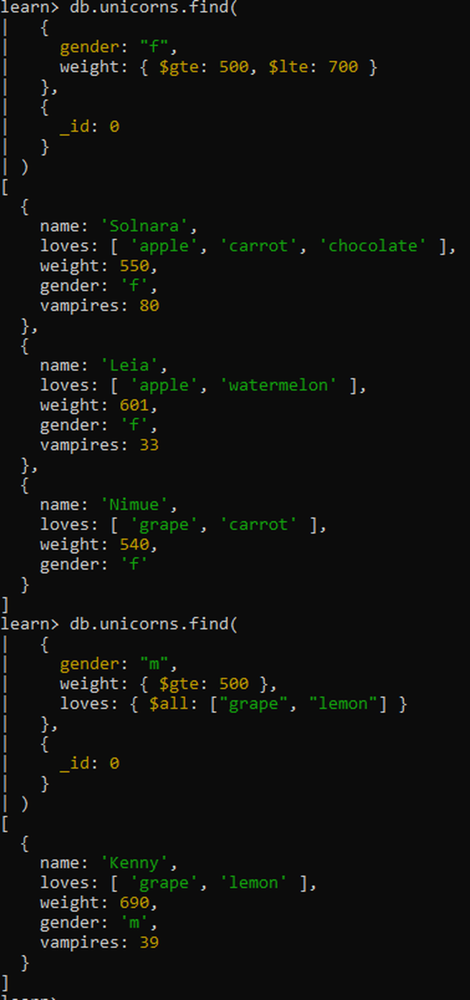 learn> db.unicorns.find(
|   {
|     gender: "f",
|     weight: { $gte: 500, $lte: 700 }
|   },
|   {
|     _id: 0
|   }
| )
[
  {
    name: 'Solnara',
    loves: [ 'apple', 'carrot', 'chocolate' ],
    weight: 550,
    gender: 'f',
    vampires: 80
  },
  {
    name: 'Leia',
    loves: [ 'apple', 'watermelon' ],
    weight: 601,
    gender: 'f',
    vampires: 33
  },
  {
    name: 'Nimue',
    loves: [ 'grape', 'carrot' ],
    weight: 540,
    gender: 'f'
  }
]
learn> db.unicorns.find(
|   {
|     gender: "m",
|     weight: { $gte: 500 },
|     loves: { $all: ["grape", "lemon"] }
|   },
|   {
|     _id: 0
|   }
| )
[
  {
    name: 'Kenny',
    loves: [ 'grape', 'lemon' ],
    weight: 690,
    gender: 'm',
    vampires: 39
  }
]